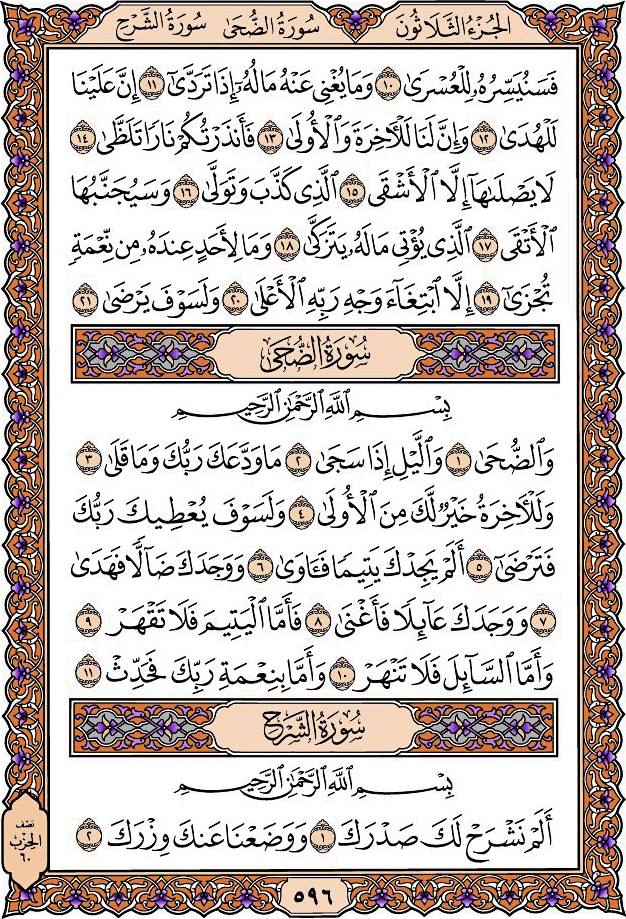 الجُزْءُ الثَّلَاثُونَ سُورَةُ الضُّحَىٰ سُورَةُ الشَّرْحِ
فَسَنُيَسِّرُهُۥ لِلْعُسْرَىٰ ١٠ وَمَا يُغْنِى عَنْهُ مَالُهُۥٓ إِذَا تَرَدَّىٰٓ ١١ إِنَّ عَلَيْنَا
لَلْهُدَىٰ ١٢ وَإِنَّ لَنَا لَلْءَاخِرَةَ وَٱلْأُولَىٰ ١٣ فَأَنذَرْتُكُمْ نَارًا تَلَظَّىٰ ١٤
لَا يَصْلَىٰهَآ إِلَّا ٱلْأَشْقَى ١٥ ٱلَّذِى كَذَّبَ وَتَوَلَّىٰ ١٦ وَسَيُجَنَّبُهَا
ٱلْأَتْقَى ١٧ ٱلَّذِى يُؤْتِى مَالَهُۥ يَتَزَكَّىٰ ١٨ وَمَا لِأَحَدٍ عِندَهُۥ مِن نِّعْمَةٍ
تُجْزَىٰٓ ١٩ إِلَّا ٱبْتِغَآءَ وَجْهِ رَبِّهِ ٱلْأَعْلَىٰ ٢٠ وَلَسَوْفَ يَرْضَىٰ ٢١
سُورَةُ الضُّحَىٰ
بِسْمِ ٱللَّهِ ٱلرَّحْمَٰنِ ٱلرَّحِيمِ
وَٱلضُّحَىٰ ١ وَٱلَّيْلِ إِذَا سَجَىٰ ٢ مَا وَدَّعَكَ رَبُّكَ وَمَا قَلَىٰ ٣
وَلَلْءَاخِرَةُ خَيْرٌ لَّكَ مِنَ ٱلْأُولَىٰ ٤ وَلَسَوْفَ يُعْطِيكَ رَبُّكَ
فَتَرْضَىٰٓ ٥ أَلَمْ يَجِدْكَ يَتِيمًا فَـَٔاوَىٰ ٦ وَوَجَدَكَ ضَآلًّا فَهَدَىٰ
٧ وَوَجَدَكَ عَآئِلًا فَأَغْنَىٰ ٨ فَأَمَّا ٱلْيَتِيمَ فَلَا تَقْهَرْ ٩
وَأَمَّا ٱلسَّآئِلَ فَلَا تَنْهَرْ ١٠ وَأَمَّا بِنِعْمَةِ رَبِّكَ فَحَدِّثْ ١١
سُورَةُ الشَّرْحِ
بِسْمِ ٱللَّهِ ٱلرَّحْمَٰنِ ٱلرَّحِيمِ
أَلَمْ نَشْرَحْ لَكَ صَدْرَكَ ١ وَوَضَعْنَا عَنكَ وِزْرَكَ ٢
نصف
الحزب
٦٠
٥٩٦